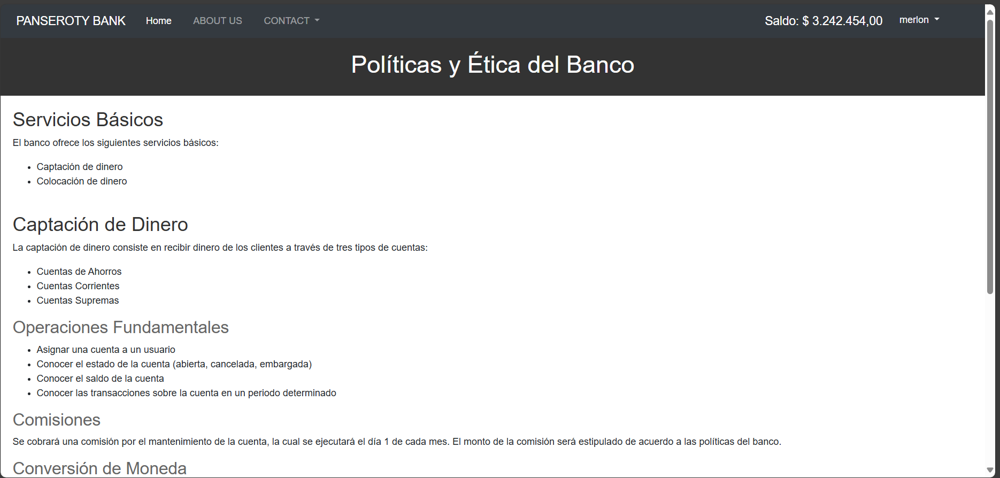 PANSEROTY BANK Home ABOUT US CONTACT Saldo: $ 3.242.454,00 merlon
Políticas y Ética del Banco
Servicios Básicos
El banco ofrece los siguientes servicios básicos:
Captación de dinero
Colocación de dinero
Captación de Dinero
La captación de dinero consiste en recibir dinero de los clientes a través de tres tipos de cuentas:
Cuentas de Ahorros
Cuentas Corrientes
Cuentas Supremas
Operaciones Fundamentales
Asignar una cuenta a un usuario
Conocer el estado de la cuenta (abierta, cancelada, embargada)
Conocer el saldo de la cuenta
Conocer las transacciones sobre la cuenta en un periodo determinado
Comisiones
Se cobrará una comisión por el mantenimiento de la cuenta, la cual se ejecutará el día 1 de cada mes. El monto de la comisión será estipulado de acuerdo a las políticas del banco.
Conversión de Moneda